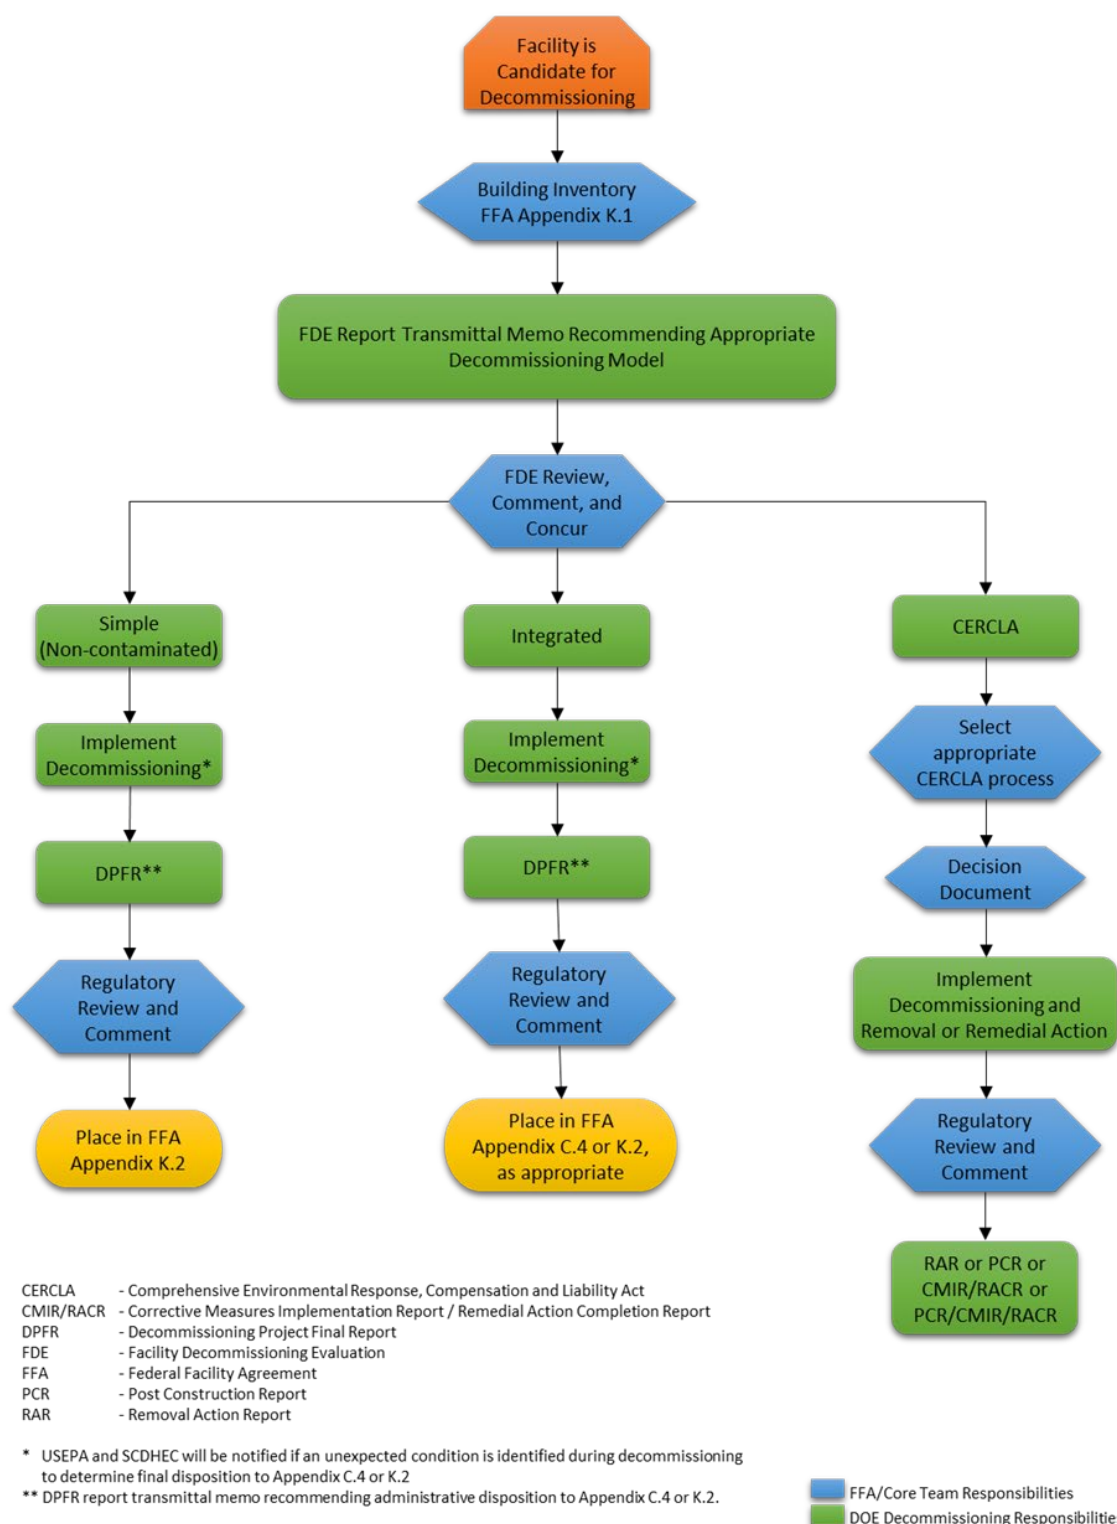 Facility is
Candidate for
Decommissioning
Building Inventory
FFA Appendix K.1
FDE Report Transmittal Memo Recommending Appropriate
Decommissioning Model
FDE Review,
Comment, and
Concur
Simple
(Non-contaminated)
Implement
Decommissioning*
DPFR**
Regulatory
Review and
Comment
Place in FFA
Appendix K.2
Integrated
Implement
Decommissioning*
DPFR**
Regulatory
Review and
Comment
Place in FFA
Appendix C.4 or K.2,
as appropriate
CERCLA
Select
appropriate
CERCLA process
Decision
Document
Implement
Decommissioning and
Removal or Remedial Action
Regulatory
Review and
Comment
RAR or PCR or
CMIR/RACR or
PCR/CMIR/RACR
CERCLA - Comprehensive Environmental Response, Compensation and Liability Act
CMIR/RACR - Corrective Measures Implementation Report / Remedial Action Completion Report
DPFR - Decommissioning Project Final Report
FDE - Facility Decommissioning Evaluation
FFA - Federal Facility Agreement
PCR - Post Construction Report
RAR - Removal Action Report
* USEPA and SCDHEC will be notified if an unexpected condition is identified during decommissioning
to determine final disposition to Appendix C.4 or K.2
** DPFR report transmittal memo recommending administrative disposition to Appendix C.4 or K.2.
FFA/Core Team Responsibilities
DOE Decommissioning Responsibilitie